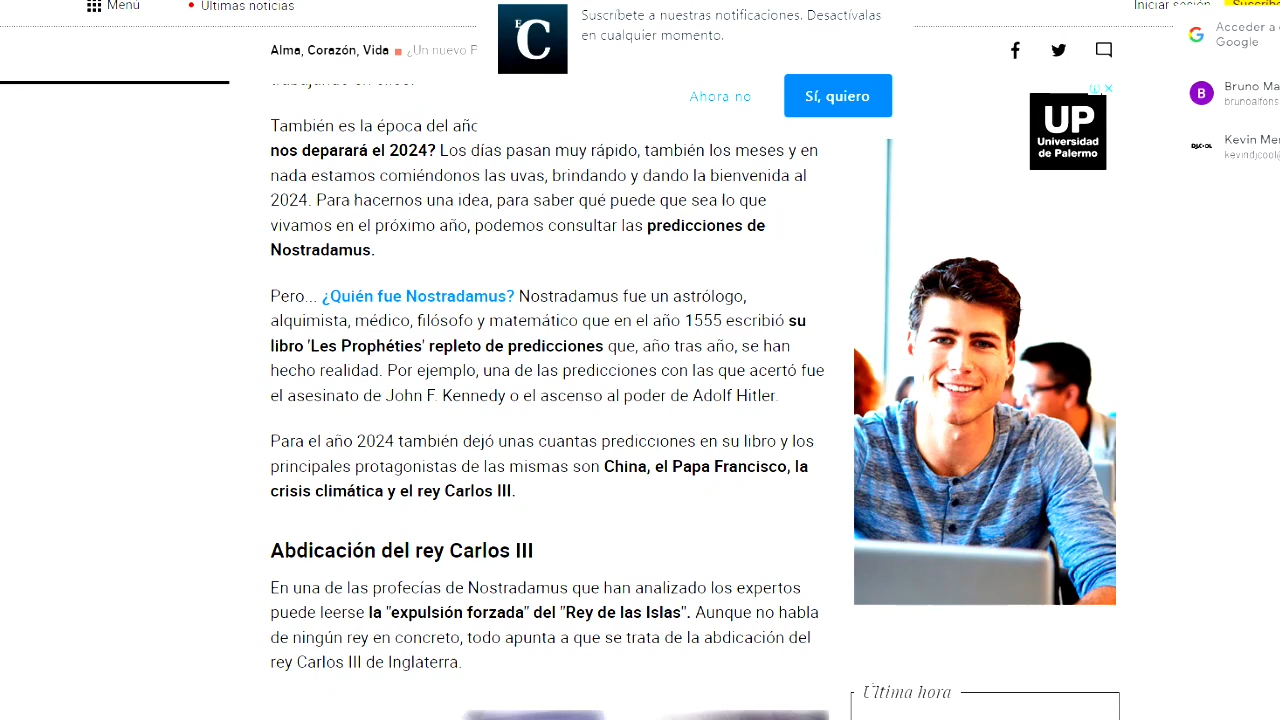 Menú
Últimas noticias
Iniciar sesión
Suscríbete a nuestras notificaciones. Desactívalas
en cualquier momento.
EC
Ahora no
Sí, quiero
Alma, Corazón, Vida
¿Un nuevo
Acceder a
Google
B
Bruno
brunoalfons
Kevin
kevindjcool@
También es la época del año
nos deparará el 2024? Los días pasan muy rápido, también los meses y en
nada estamos comiéndonos las uvas, brindando y dando la bienvenida al
2024. Para hacernos una idea, para saber qué puede que sea lo que
vivamos en el próximo año, podemos consultar las predicciones de
Nostradamus.
Pero... ¿Quién fue Nostradamus? Nostradamus fue un astrólogo,
alquimista, médico, filósofo y matemático que en el año 1555 escribió su
libro 'Les Prophéties' repleto de predicciones que, año tras año, se han
hecho realidad. Por ejemplo, una de las predicciones con las que acertó fue
el asesinato de John F. Kennedy o el ascenso al poder de Adolf Hitler.
Para el año 2024 también dejó unas cuantas predicciones en su libro y los
principales protagonistas de las mismas son China, el Papa Francisco, la
crisis climática y el rey Carlos III.
Abdicación del rey Carlos III
En una de las profecías de Nostradamus que han analizado los expertos
puede leerse la "expulsión forzada" del "Rey de las Islas". Aunque no habla
de ningún rey en concreto, todo apunta a que se trata de la abdicación del
rey Carlos III de Inglaterra.
UP
Universidad
de Palermo
Última hora